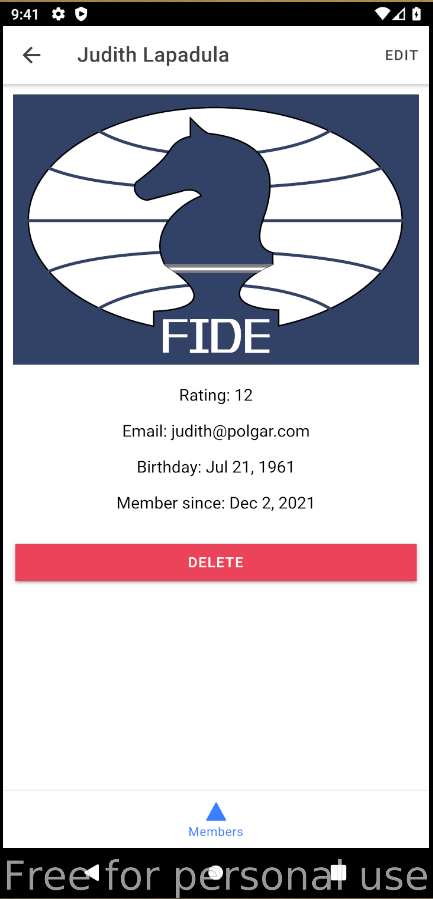 9:41
Judith Lapadula
EDIT
FIDE
Rating: 12
Email: judith@polgar.com
Birthday: Jul 21, 1961
Member since: Dec 2, 2021
DELETE
Members
Free for personal use